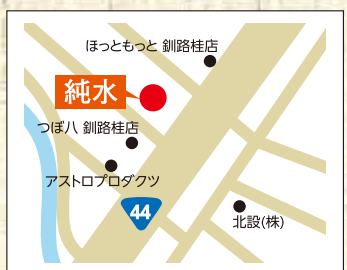 ほっともっと 釧路桂店
純水
つぼ八 釧路桂店
アストロプロダクツ
44
北設(株)